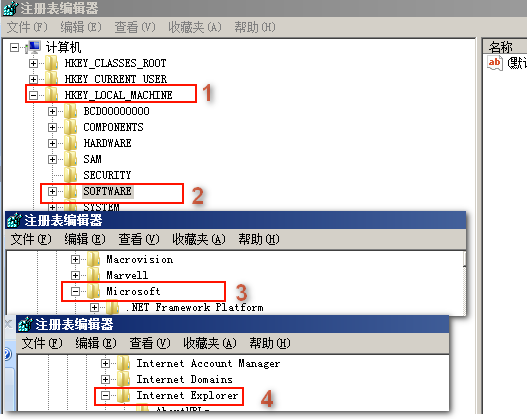 注册表编辑器
文件(F) 编辑(E) 查看(V) 收藏夹(A) 帮助(H)
计算机
名称
HKEY_CLASSES_ROOT
ab (默认
HKEY_CURRENT_USER
HKEY_LOCAL_MACHINE 1
BCD00000000
COMPONENTS
HARDWARE
SAM
SECURITY
SOFTWARE 2
SYSTEM
注册表编辑器
文件(F) 编辑(E) 查看(V) 收藏夹(A) 帮助(H)
Macrovision
Marvell
Microsoft 3
.NET Framework Platform
注册表编辑器
文件(F) 编辑(E) 查看(V) 收藏夹(A) 帮助(H)
Internet Account Manager
Internet Domains
Internet Explorer 4
AboutURLs